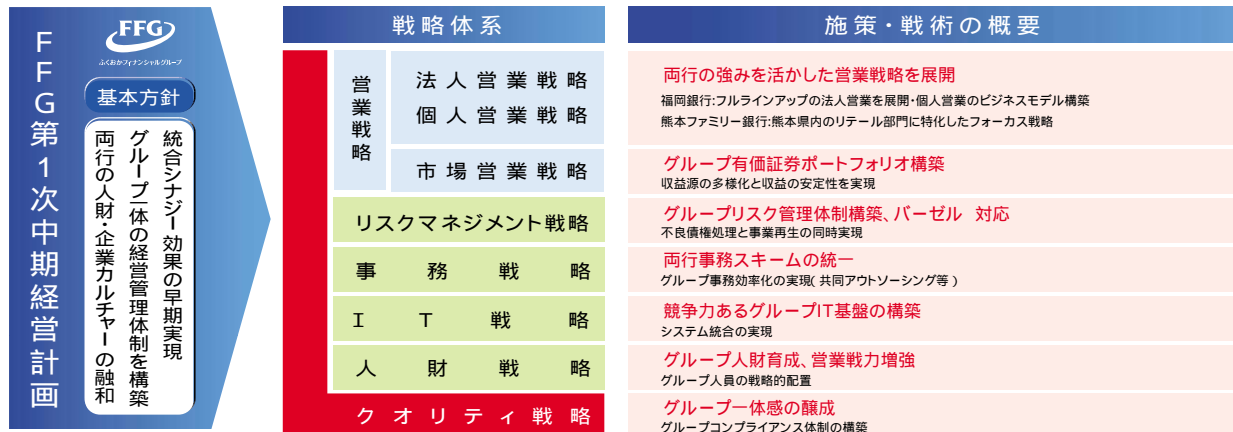 FFG第1次中期経営計画
FFG
ふくおかフィナンシャルグループ
基本方針
統合シナジー効果の早期実現
グループ一体の経営管理体制を構築
両行の人財・企業カルチャーの融和
戦略体系
営業戦略
法人営業戦略
個人営業戦略
市場営業戦略
リスクマネジメント戦略
事務戦略
IT戦略
人財戦略
クオリティ戦略
施策・戦術の概要
両行の強みを活かした営業戦略を展開
福岡銀行:フルラインアップの法人営業を展開・個人営業のビジネスモデル構築
熊本ファミリー銀行:熊本県内のリテール部門に特化したフォーカス戦略
グループ有価証券ポートフォリオ構築
収益源の多様化と収益の安定性を実現
グループリスク管理体制構築、バーゼル 対応
不良債権処理と事業再生の同時実現
両行事務スキームの統一
グループ事務効率化の実現(共同アウトソーシング等)
競争力あるグループIT基盤の構築
システム統合の実現
グループ人財育成、営業戦力増強
グループ人員の戦略的配置
グループ一体感の醸成
グループコンプライアンス体制の構築